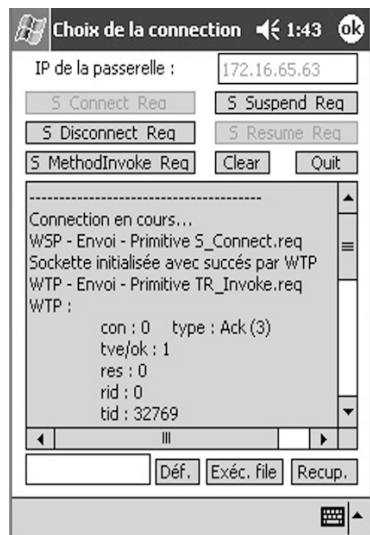 Choix de la connection 1:43 ok
IP de la passerelle : 172.16.65.63
S Connect Req S Suspend Req
S Disconnect Req S Resume Req
S MethodInvoke Req Clear Quit
---------------------------------------
Connection en cours...
WSP - Envoi - Primitive S_Connect.req
Sockette initialisée avec succés par WTP
WTP - Envoi - Primitive TR_Invoke.req
WTP :
con : 0 type : Ack (3)
tve/ok : 1
res : 0
rid : 0
tid : 32769
Déf. Exéc. file Recup.